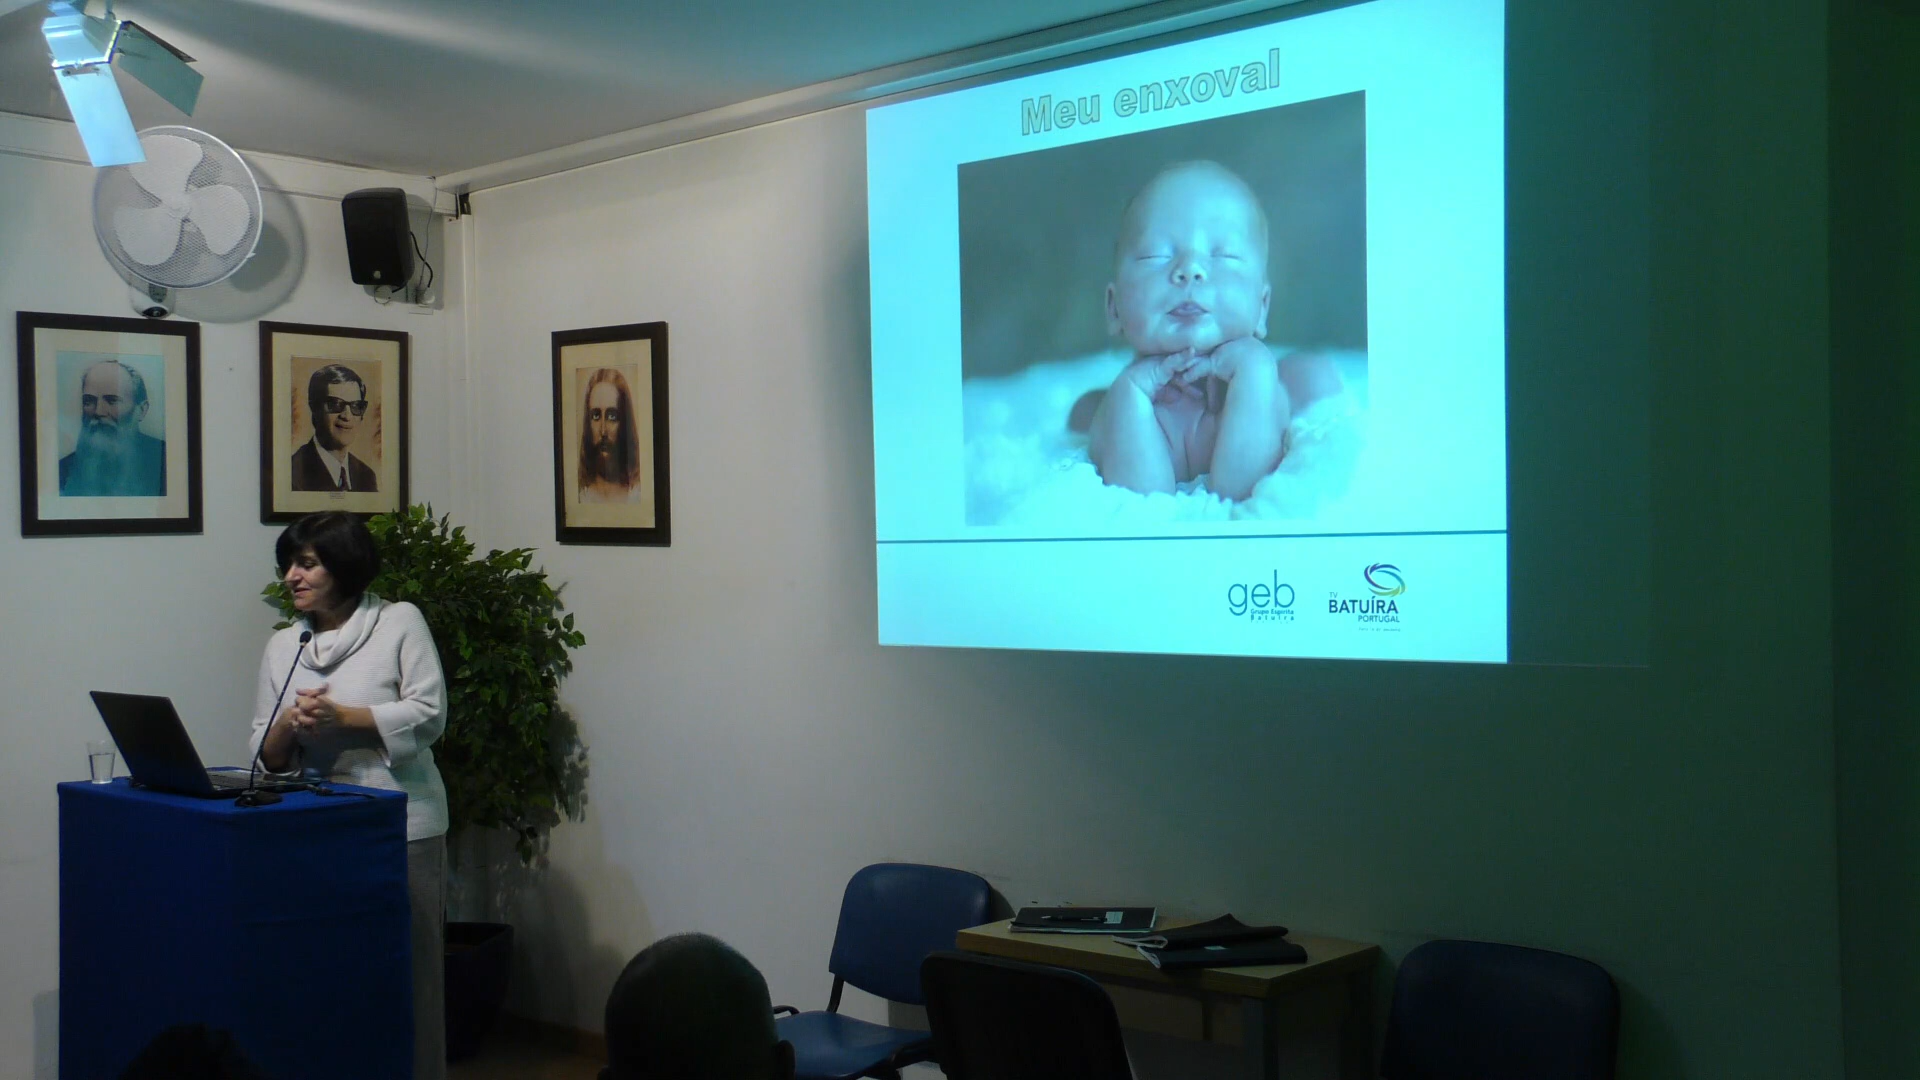 Meu enxoval
geb
Grupo Espírita
Batuíra
TV
BATUÍRA
PORTUGAL